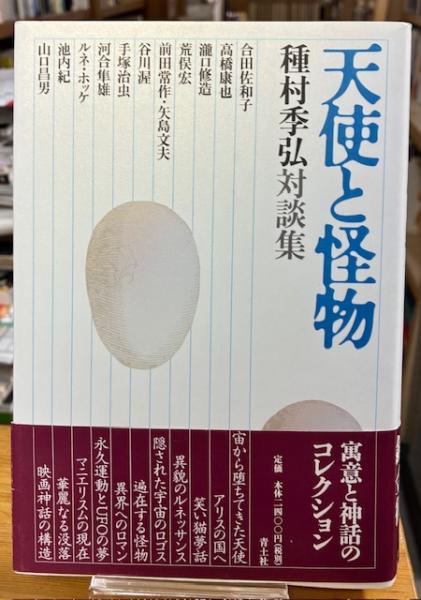 天使と怪物
種村季弘対談集
合田佐和子
高橋康也
瀧口修造
荒俣宏
前田常作・矢島文夫
谷川渥
手塚治虫
河合隼雄
ルネ・ホッケ
池内紀
山口昌男
寓意と神話の
コレクション
定価 本体二四〇〇円(税別)
青土社
宙から堕ちてきた天使
アリスの国へ
笑い猫夢話
異貌のルネッサンス
隠された宇宙のロゴス
遍在する怪物
異界へのロマン
永久運動とUFOの夢
マニエリスムの現在
華麗なる没落
映画神話の構造